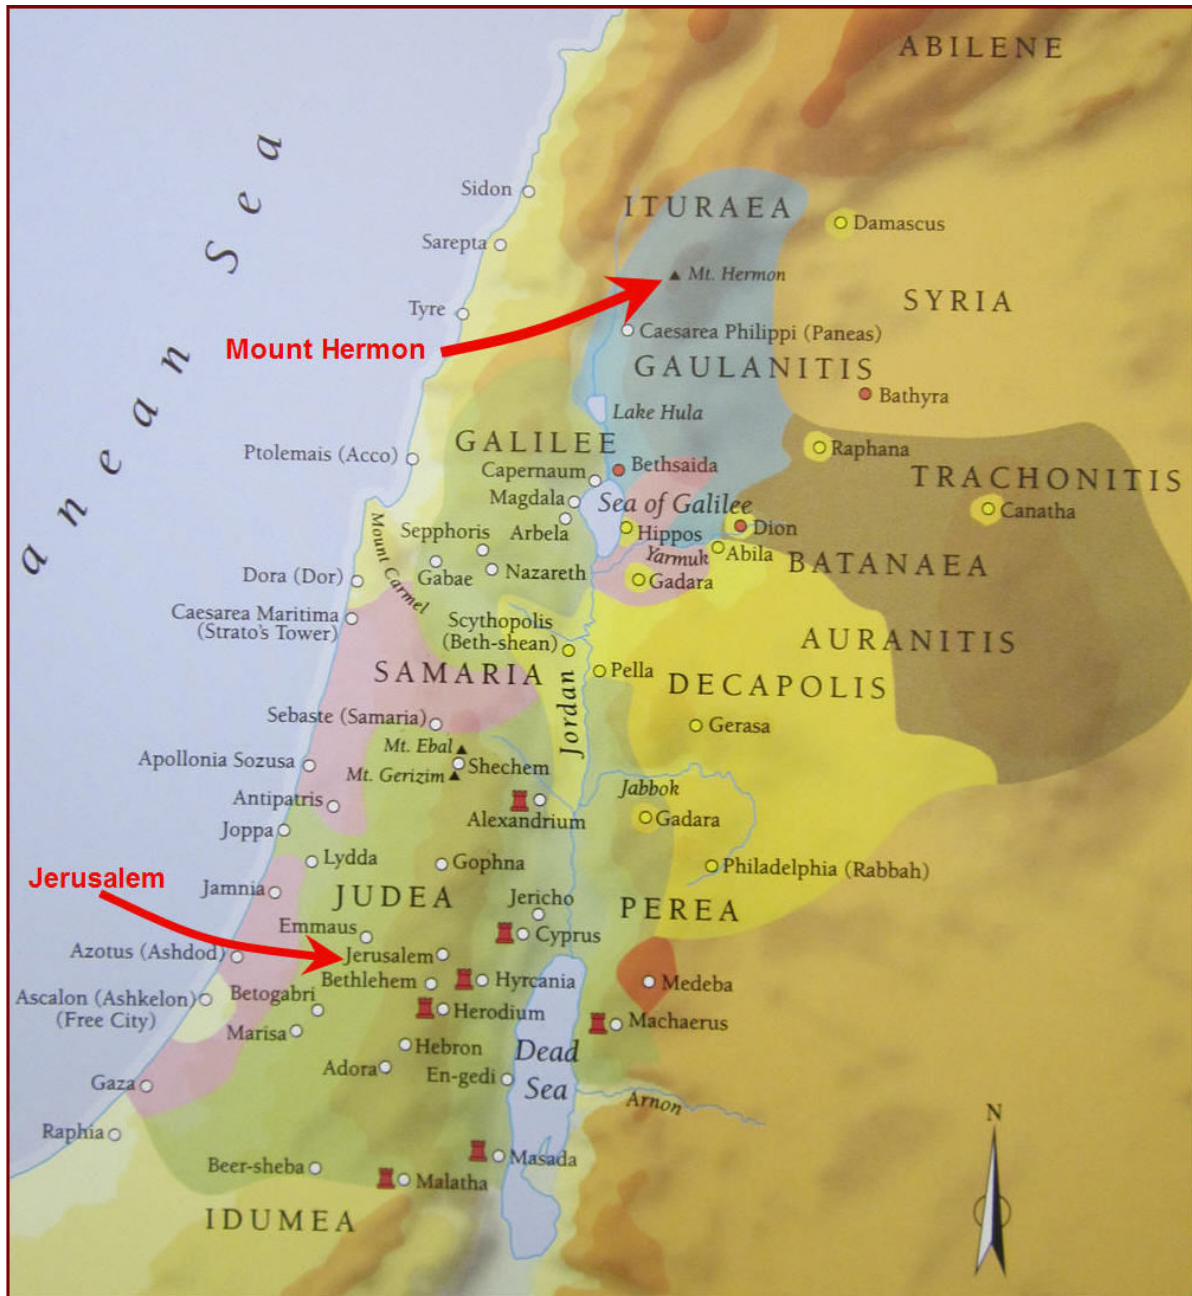 ABILENE
anean Sea
Sidon
ITURAEA
Damascus
Sarepta
Mt. Hermon
SYRIA
Tyre
Mount Hermon
Caesarea Philippi (Paneas)
GAULANITIS
Bathyra
Lake Hula
GALILEE
Ptolemais (Acco)
Raphana
Capernaum
Bethsaida
TRACHONITIS
Magdala
Sea of Galilee
Canatha
Mount Carmel
Sepphoris
Arbela
Hippos
Dion
Yarmuk
Abila
BATANAEA
Dora (Dor)
Gabae
Nazareth
Gadara
Caesarea Maritima
(Strato's Tower)
Scythopolis
(Beth-shean)
AURANITIS
SAMARIA
Jordan
Pella
DECAPOLIS
Sebaste (Samaria)
Gerasa
Mt. Ebal
Apollonia Sozusa
Shechem
Mt. Gerizim
Jabbok
Antipatris
Alexandrium
Gadara
Joppa
Lydda
Gophna
Philadelphia (Rabbah)
Jerusalem
Jamnia
JUDEA
Jericho
PEREA
Emmaus
Cyprus
Azotus (Ashdod)
Jerusalem
Bethlehem
Hyrcania
Medeba
Ascalon (Ashkelon)
(Free City)
Betogabri
Herodium
Machaerus
Marisa
Hebron
Dead
Sea
Adora
En-gedi
Gaza
Arnon
N
Raphia
Masada
Beer-sheba
Malatha
IDUMEA